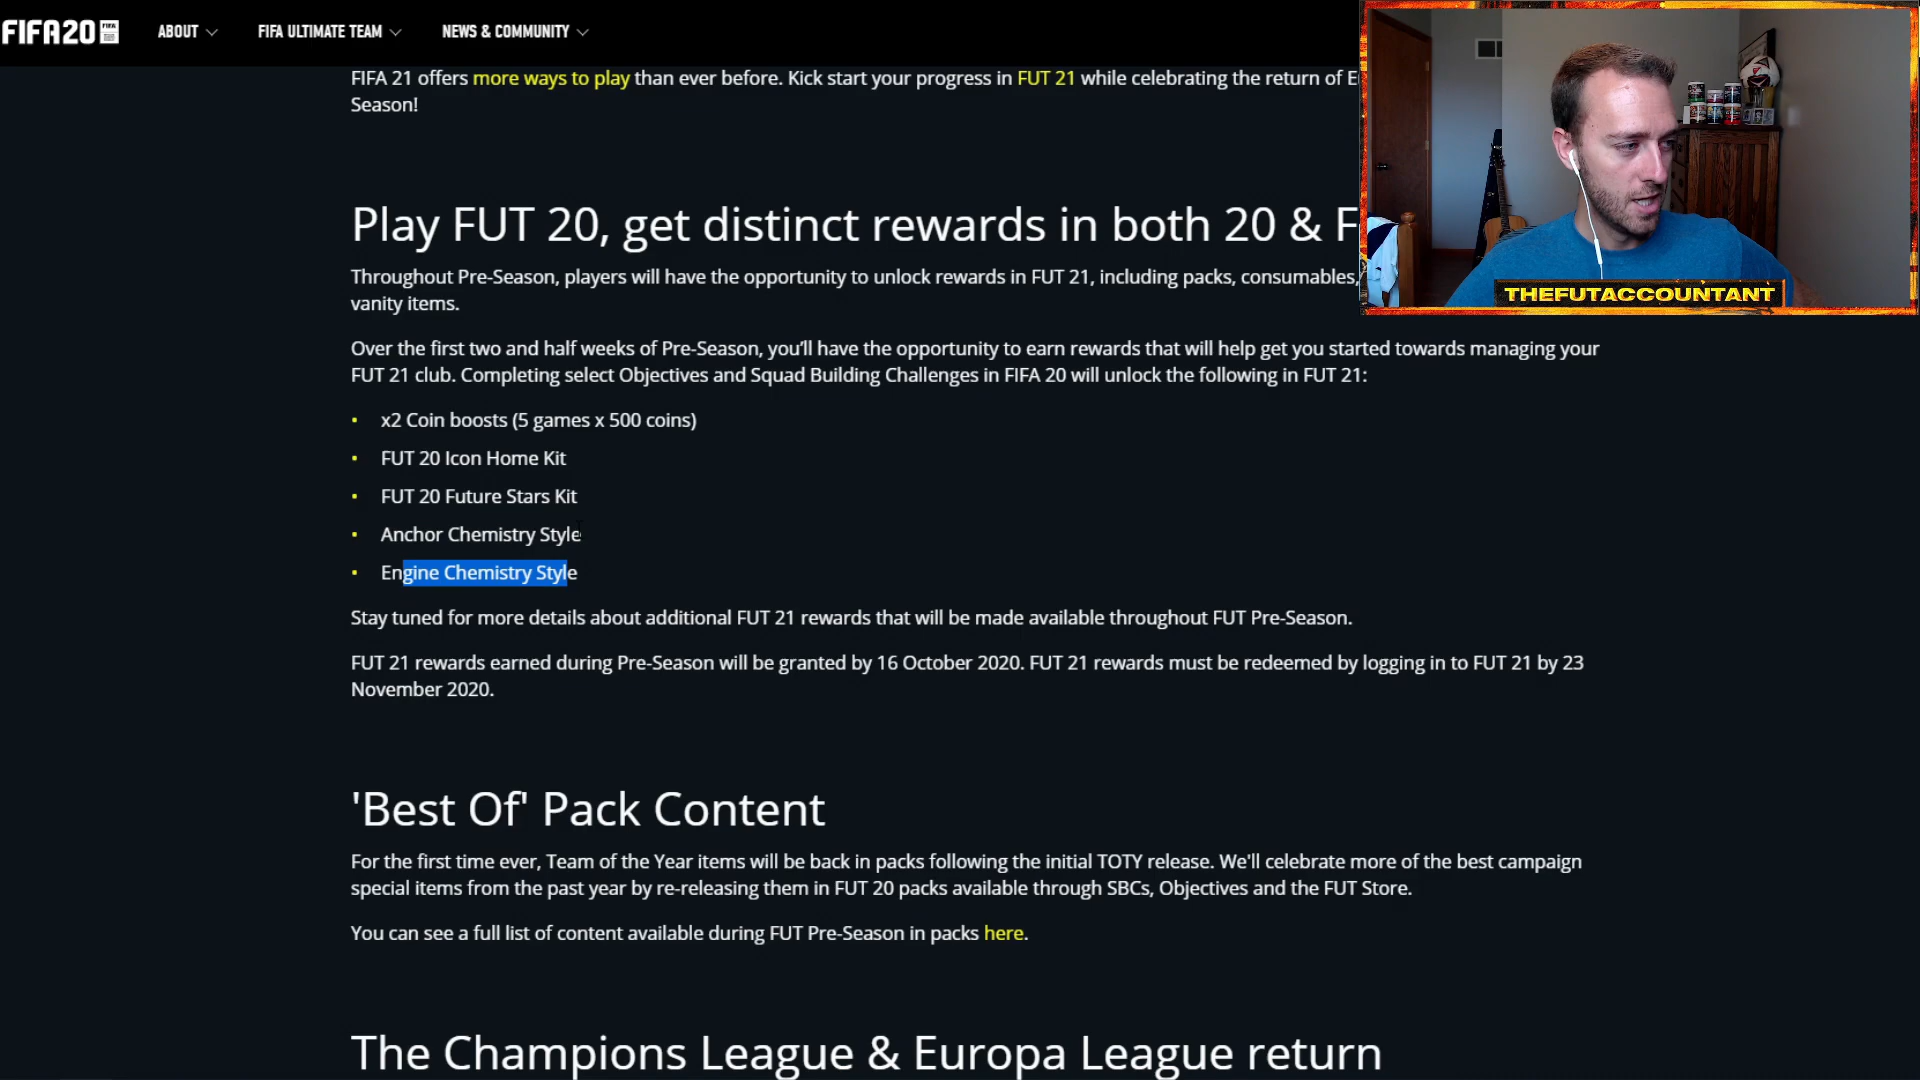 FIFA20
ABOUT
FIFA ULTIMATE TEAM
NEWS & COMMUNITY
FIFA 21 offers more ways to play than ever before. Kick start your progress in FUT 21 while celebrating the return of
Season!
Play FUT 20, get distinct rewards in both 20 &
Throughout Pre-Season, players will have the opportunity to unlock rewards in FUT 21, including packs, consumables,
vanity items.
Over the first two and half weeks of Pre-Season, you'll have the opportunity to earn rewards that will help get you started towards managing your
FUT 21 club. Completing select Objectives and Squad Building Challenges in FIFA 20 will unlock the following in FUT 21:
• x2 Coin boosts (5 games x 500 coins)
• FUT 20 Icon Home Kit
• FUT 20 Future Stars Kit
• Anchor Chemistry Style
• Engine Chemistry Style
Stay tuned for more details about additional FUT 21 rewards that will be made available throughout FUT Pre-Season.
FUT 21 rewards earned during Pre-Season will be granted by 16 October 2020. FUT 21 rewards must be redeemed by logging in to FUT 21 by 23
November 2020.
'Best Of' Pack Content
For the first time ever, Team of the Year items will be back in packs following the initial TOTY release. We'll celebrate more of the best campaign
special items from the past year by re-releasing them in FUT 20 packs available through SBCs, Objectives and the FUT Store.
You can see a full list of content available during FUT Pre-Season in packs here.
The Champions League & Europa League return
THEFUTACCOUNTANT